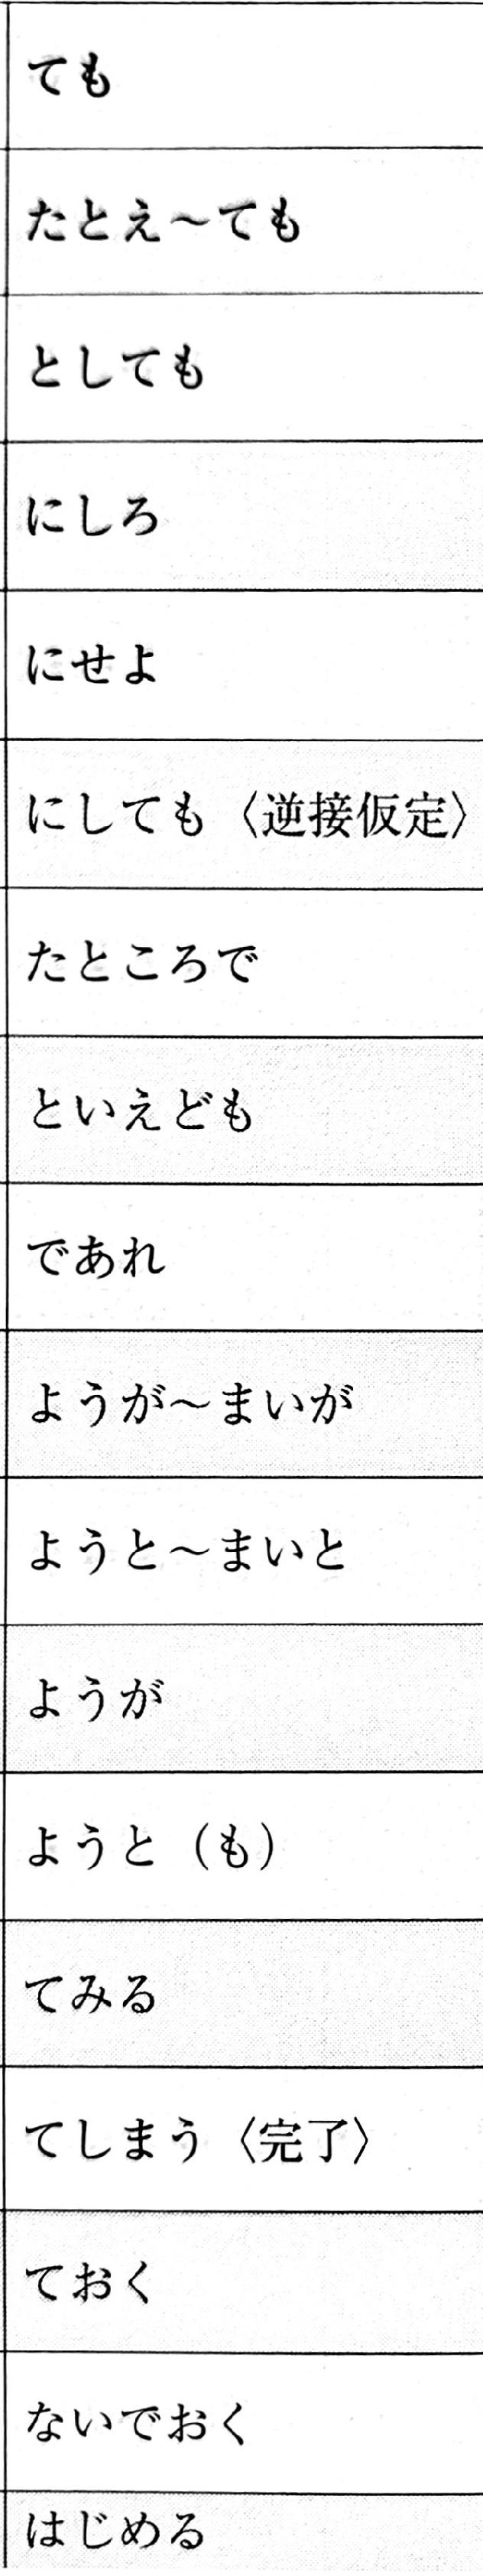 ても
たとえ～ても
としても
にしろ
にせよ
にしても〈逆接仮定〉
たところで
といえども
であれ
ようが～まいが
ようと～まいと
ようが
ようと（も）
てみる
てしまう〈完了〉
ておく
ないでおく
はじめる